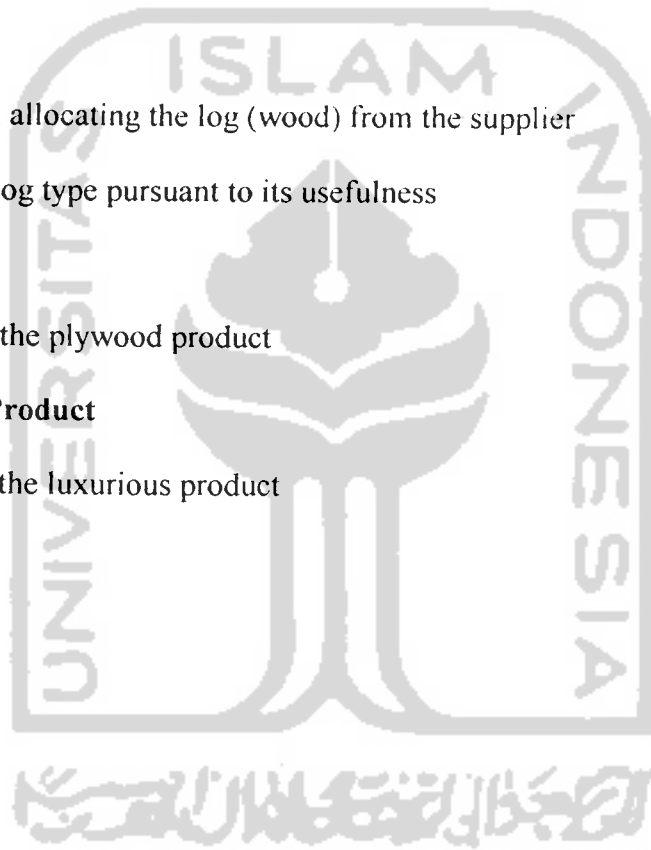 ISLAM
UNIVERSITAS
INDONESIA
allocating the log (wood) from the supplier
og type pursuant to its usefulness
the plywood product
Product
the luxurious product